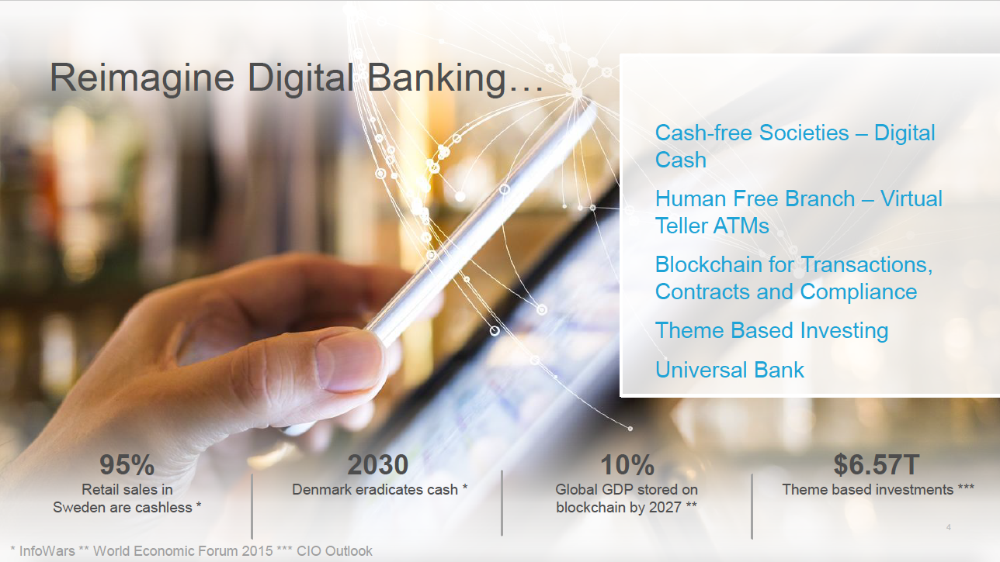 Reimagine Digital Banking…
Cash-free Societies – Digital
Cash
Human Free Branch – Virtual
Teller ATMs
Blockchain for Transactions,
Contracts and Compliance
Theme Based Investing
Universal Bank
95%
Retail sales in
Sweden are cashless *
2030
Denmark eradicates cash *
10%
Global GDP stored on
blockchain by 2027 **
$6.57T
Theme based investments ***
4
* InfoWars ** World Economic Forum 2015 *** CIO Outlook